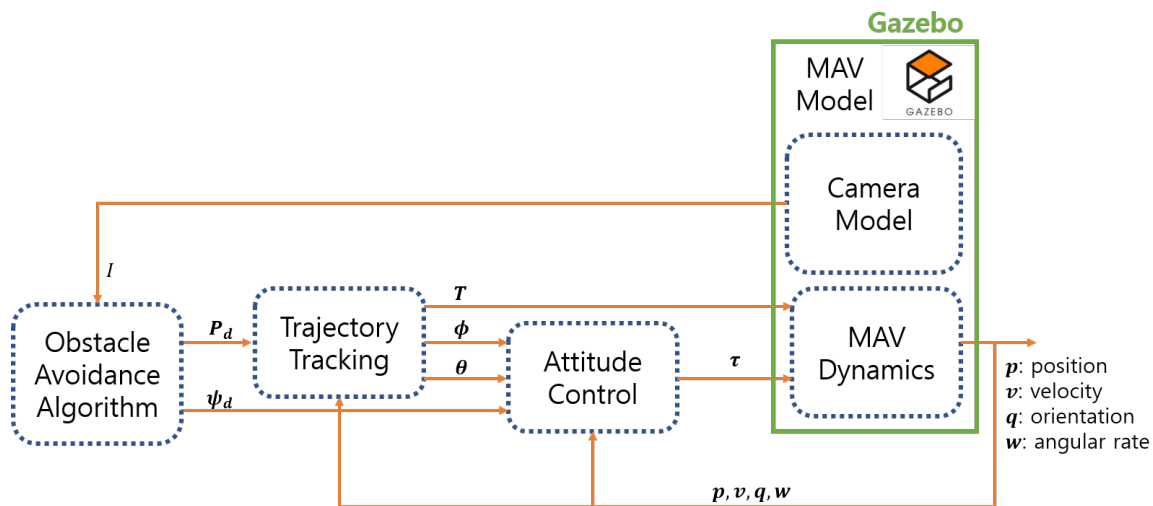 Gazebo
MAV
Model
GAZEBO
Camera
Model
I
Obstacle
Avoidance
Algorithm
P_d
ψ_d
Trajectory
Tracking
T
ϕ
θ
Attitude
Control
τ
MAV
Dynamics
p: position
v: velocity
q: orientation
w: angular rate
p, v, q, w